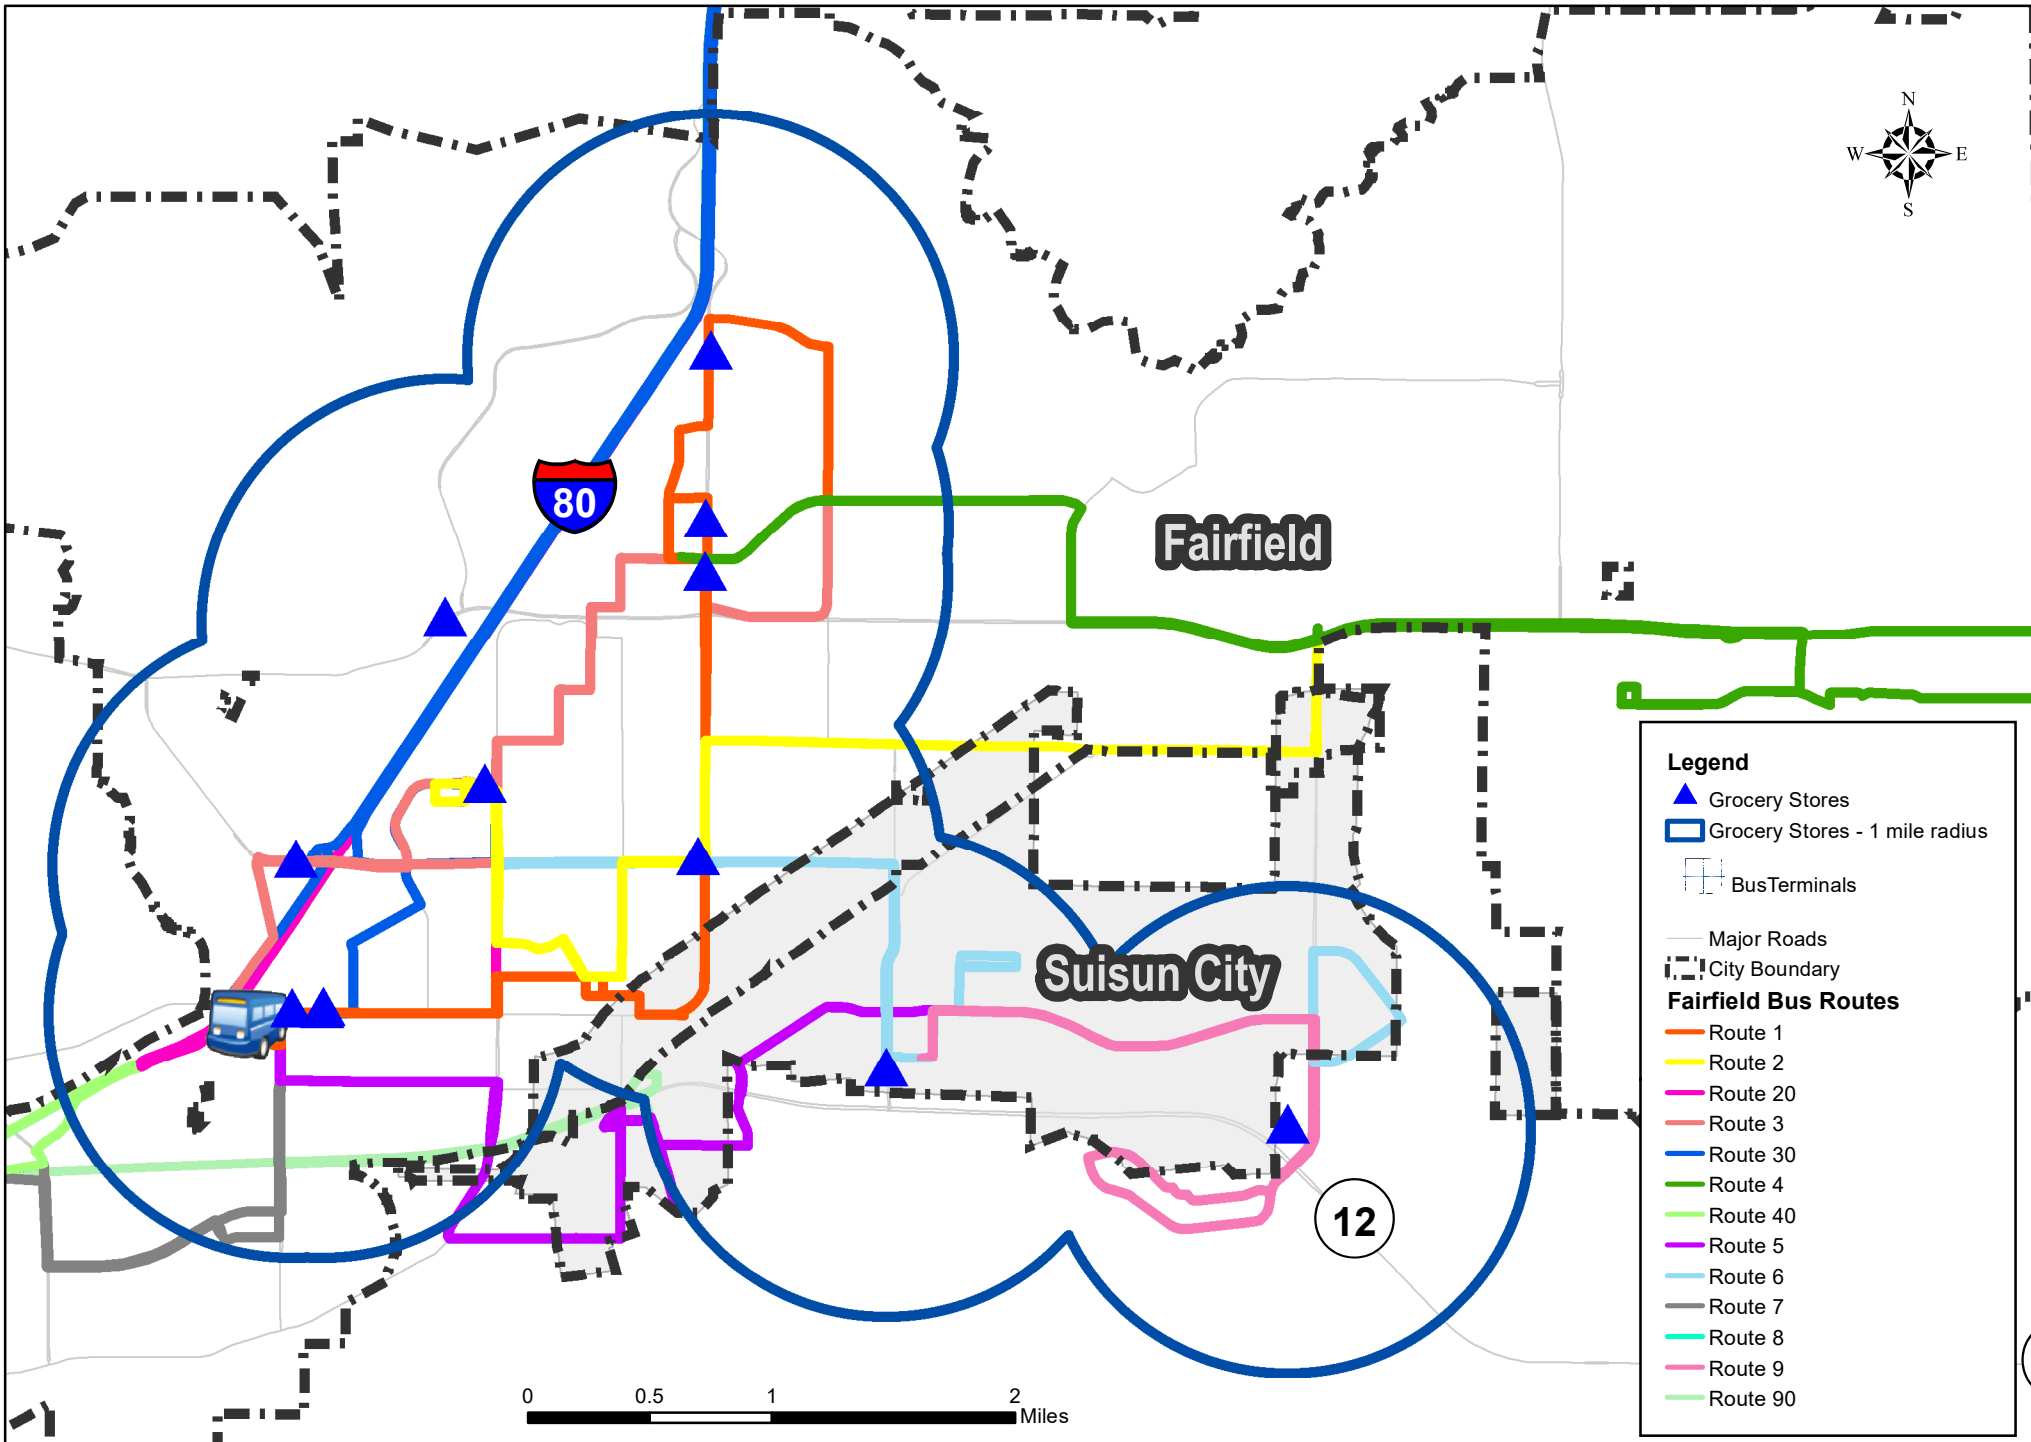 N
W E
S
80
Fairfield
Suisun City
12
Legend
Grocery Stores
Grocery Stores - 1 mile radius
BusTerminals
Major Roads
City Boundary
Fairfield Bus Routes
Route 1
Route 2
Route 20
Route 3
Route 30
Route 4
Route 40
Route 5
Route 6
Route 7
Route 8
Route 9
Route 90
0 0.5 1 2
Miles